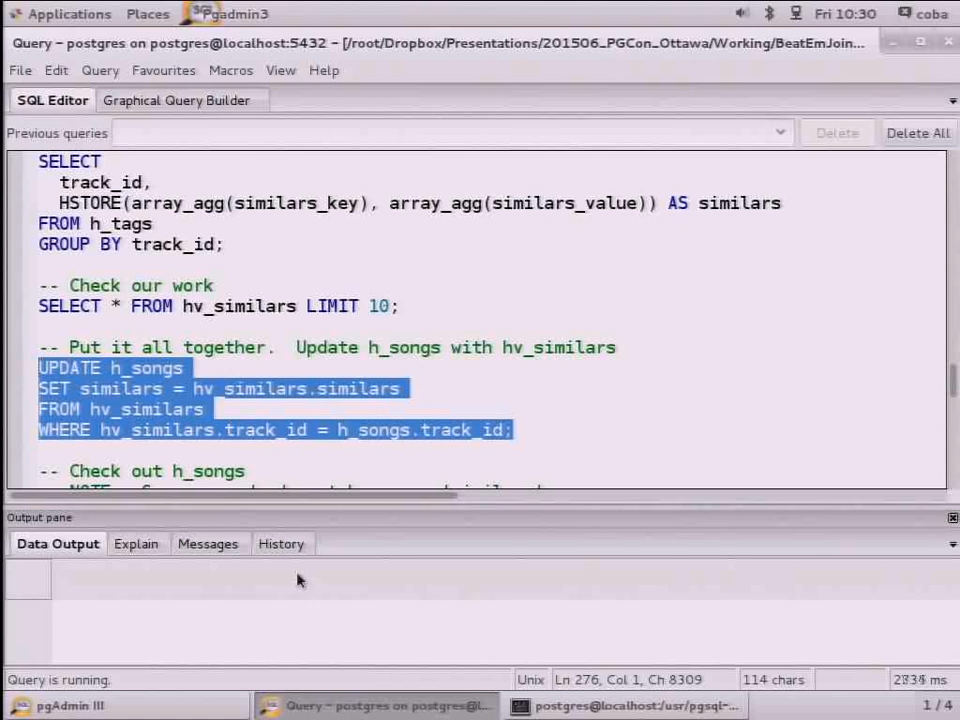 Applications Places Pgadmin3 Fri 10:30 coba
Query - postgres on postgres@localhost:5432 - [/root/Dropbox/Presentations/201506_PGCon_Ottawa/Working/BeatEmJoin...
File Edit Query Favourites Macros View Help
SQL Editor Graphical Query Builder
Previous queries Delete Delete All
SELECT
track_id,
HSTORE(array_agg(similars_key), array_agg(similars_value)) AS similars
FROM h_tags
GROUP BY track_id;
-- Check our work
SELECT * FROM hv_similars LIMIT 10;
-- Put it all together. Update h_songs with hv_similars
UPDATE h_songs
SET similars = hv_similars.similars
FROM hv_similars
WHERE hv_similars.track_id = h_songs.track_id;
-- Check out h_songs
Output pane
Data Output Explain Messages History
Query is running. Unix Ln 276, Col 1, Ch 8309 114 chars ms
pgAdmin III Query - postgres on postgres@l... postgres@localhost:/usr/pgsql-... 1 / 4